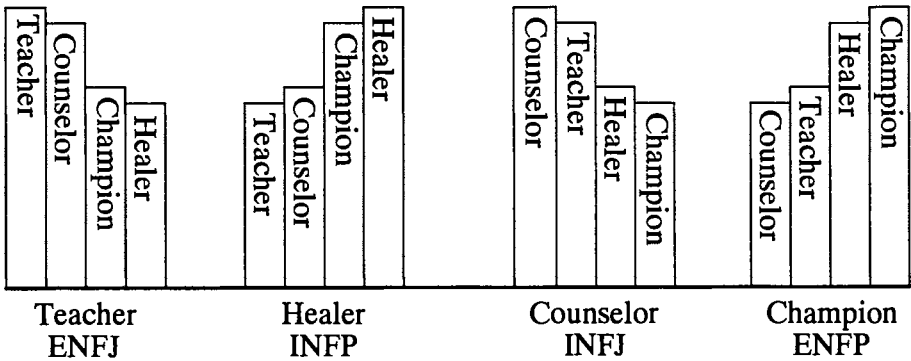 Teacher
Counselor
Champion
Healer
Teacher
ENFJ
Teacher
Counselor
Champion
Healer
Healer
INFP
Counselor
Teacher
Healer
Champion
Counselor
INFJ
Counselor
Teacher
Healer
Champion
Champion
ENFP